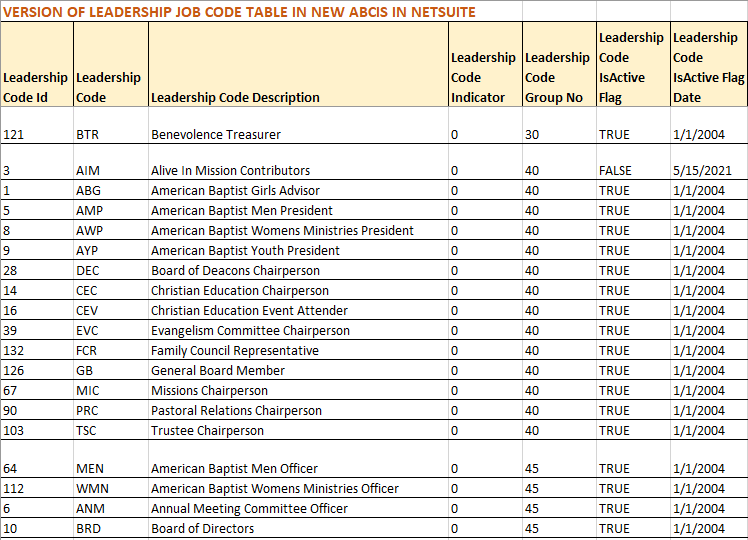 VERSION OF LEADERSHIP JOB CODE TABLE IN NEW ABCIS IN NETSUITE
Leadership Code Id Leadership Code Leadership Code Description Leadership Code Indicator Leadership Code Group No Leadership Code IsActive Flag Leadership Code IsActive Flag Date
121 BTR Benevolence Treasurer 0 30 TRUE 1/1/2004
3 AIM Alive In Mission Contributors 0 40 FALSE 5/15/2021
1 ABG American Baptist Girls Advisor 0 40 TRUE 1/1/2004
5 AMP American Baptist Men President 0 40 TRUE 1/1/2004
8 AWP American Baptist Womens Ministries President 0 40 TRUE 1/1/2004
9 AYP American Baptist Youth President 0 40 TRUE 1/1/2004
28 DEC Board of Deacons Chairperson 0 40 TRUE 1/1/2004
14 CEC Christian Education Chairperson 0 40 TRUE 1/1/2004
16 CEV Christian Education Event Attender 0 40 TRUE 1/1/2004
39 EVC Evangelism Committee Chairperson 0 40 TRUE 1/1/2004
132 FCR Family Council Representative 0 40 TRUE 1/1/2004
126 GB General Board Member 0 40 TRUE 1/1/2004
67 MIC Missions Chairperson 0 40 TRUE 1/1/2004
90 PRC Pastoral Relations Chairperson 0 40 TRUE 1/1/2004
103 TSC Trustee Chairperson 0 40 TRUE 1/1/2004
64 MEN American Baptist Men Officer 0 45 TRUE 1/1/2004
112 WMN American Baptist Womens Ministries Officer 0 45 TRUE 1/1/2004
6 ANM Annual Meeting Committee Officer 0 45 TRUE 1/1/2004
10 BRD Board of Directors 0 45 TRUE 1/1/2004